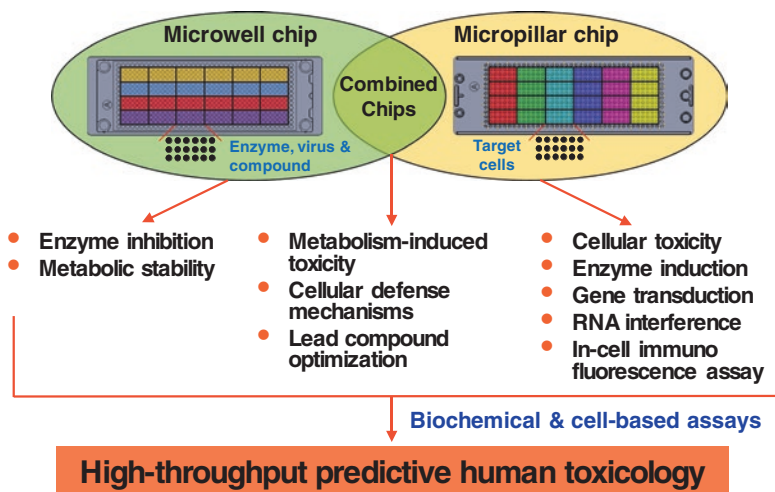 Microwell chip
Micropillar chip
Combined
Chips
Enzyme, virus &
compound
Target
cells
• Enzyme inhibition
• Metabolic stability
• Metabolism-induced
toxicity
• Cellular defense
mechanisms
• Lead compound
optimization
• Cellular toxicity
• Enzyme induction
• Gene transduction
• RNA interference
• In-cell immuno
fluorescence assay
Biochemical & cell-based assays
High-throughput predictive human toxicology